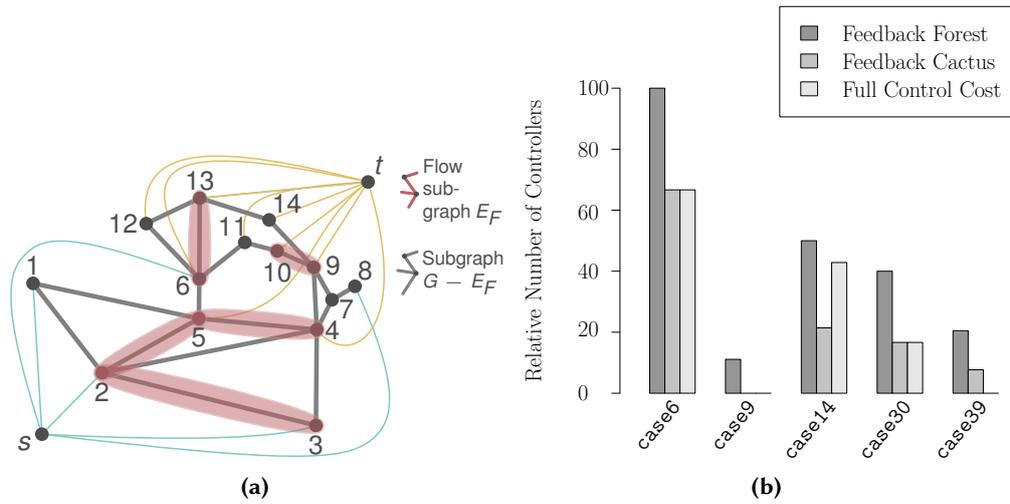 t
Flow
sub-
graph E_F
13
14
12
11
10
9
8
Subgraph
G − E_F
1
6
7
5
4
2
s
3
(a)
Feedback Forest
Feedback Cactus
Full Control Cost
Relative Number of Controllers
100
80
60
40
20
0
case6
case9
case14
case30
case39
(b)